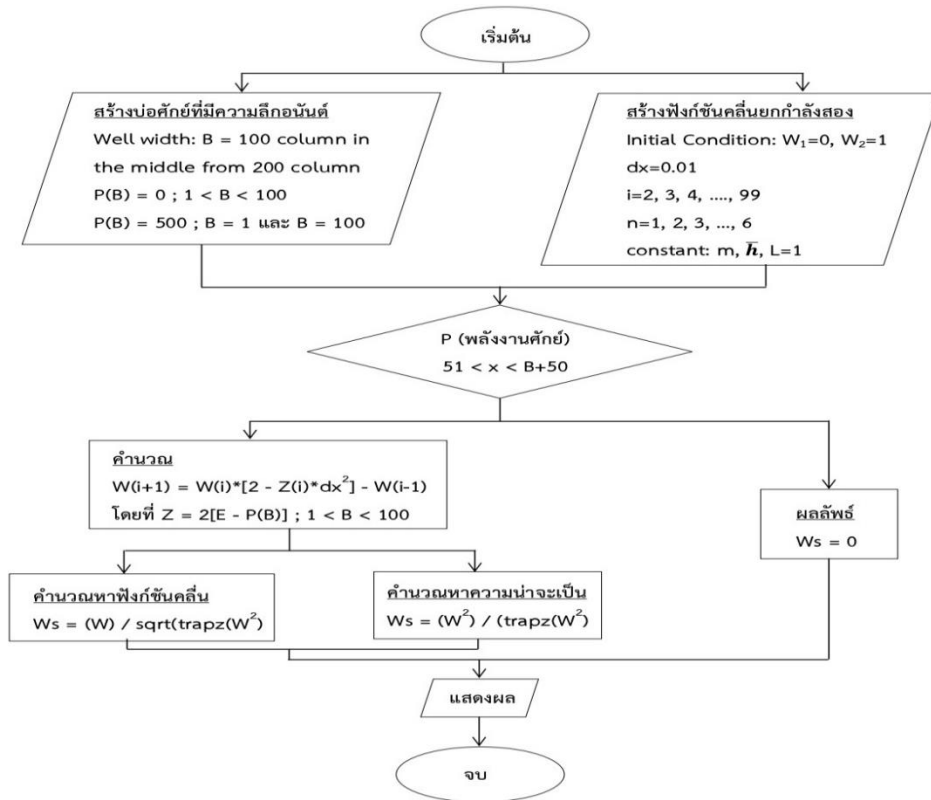 เริ่มต้น
สร้างบ่อศักย์ที่มีความลึกอนันต์
Well width: B = 100 column in
the middle from 200 column
P(B) = 0 ; 1 < B < 100
P(B) = 500 ; B = 1 และ B = 100
สร้างฟังก์ชันคลื่นยกกำลังสอง
Initial Condition: W₁=0, W₂=1
dx=0.01
i=2, 3, 4, ...., 99
n=1, 2, 3, ..., 6
constant: m, ℏ, L=1
P (พลังงานศักย์)
51 < x < B+50
คำนวณ
W(i+1) = W(i)*[2 - Z(i)*dx²] - W(i-1)
โดยที่ Z = 2[E - P(B)] ; 1 < B < 100
ผลลัพธ์
Ws = 0
คำนวณหาฟังก์ชันคลื่น
Ws = (W) / sqrt(trapz(W²)
คำนวณหาความน่าจะเป็น
Ws = (W²) / (trapz(W²)
แสดงผล
จบ